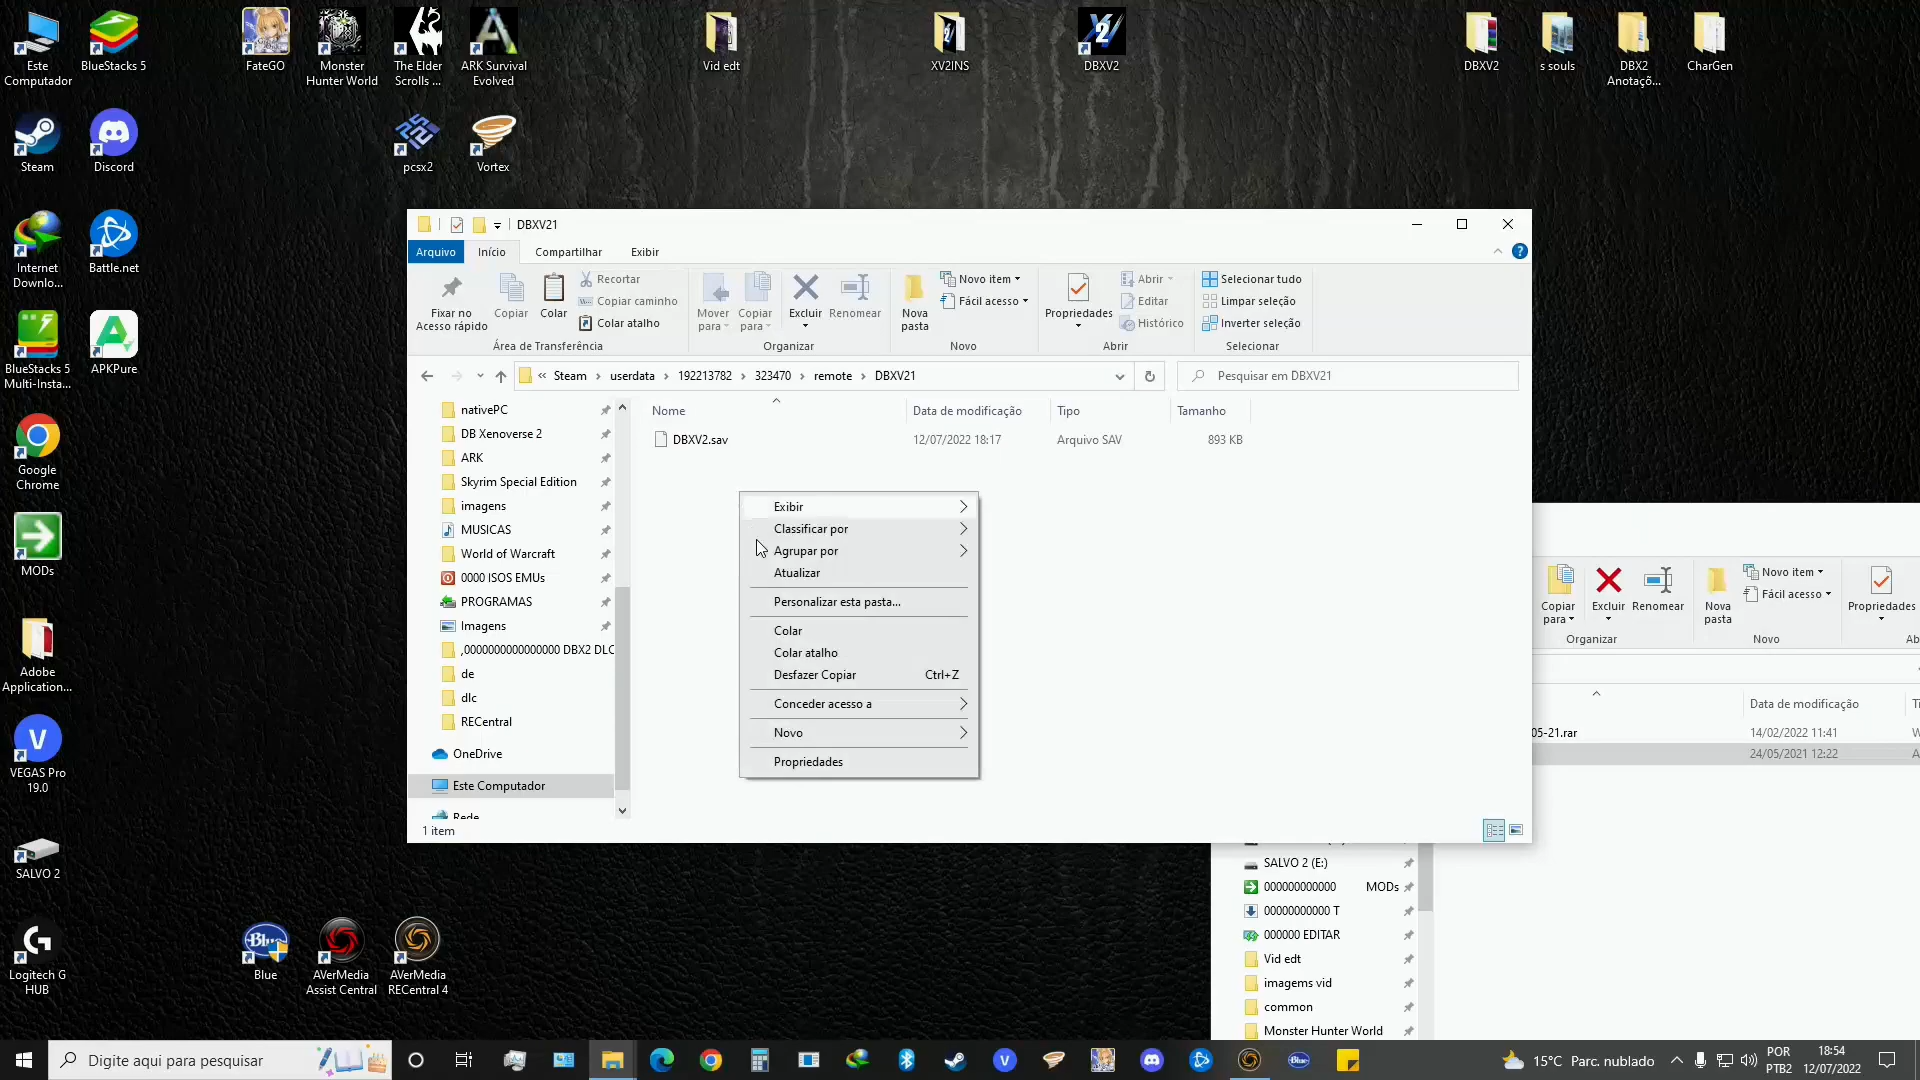 Este
Computador
BlueStacks 5
FateGO
Monster
Hunter World
The Elder
Scrolls ...
ARK Survival
Evolved
Vid edt
XV2INS
DBXV2
DBXV2
s souls
DBX2
Anotaçõ...
CharGen
Steam
Discord
pcsx2
Vortex
Internet
Downlo...
Battle.net
BlueStacks 5
Multi-Insta...
APKPure
Google
Chrome
MODs
Adobe
Application...
VEGAS Pro
19.0
SALVO 2
Logitech G
HUB
Blue
AVerMedia
Assist Central
AVerMedia
RECentral 4
DBXV21
Arquivo
Início
Compartilhar
Exibir
Fixar no
Acesso rápido
Copiar
Colar
Recortar
Copiar caminho
Colar atalho
Área de Transferência
Mover
para
Copiar
para
Excluir
Renomear
Organizar
Nova
pasta
Novo item
Fácil acesso
Novo
Propriedades
Abrir
Editar
Histórico
Abrir
Selecionar tudo
Limpar seleção
Inverter seleção
Selecionar
« Steam › userdata › 192213782 › 323470 › remote › DBXV21
Pesquisar em DBXV21
nativePC
DB Xenoverse 2
ARK
Skyrim Special Edition
imagens
MUSICAS
World of Warcraft
0000 ISOS EMUs
PROGRAMAS
Imagens
,0000000000000000 DBX2 DLC
de
dlc
RECentral
OneDrive
Este Computador
Rede
1 item
Nome
Data de modificação
Tipo
Tamanho
DBXV2.sav
12/07/2022 18:17
Arquivo SAV
893 KB
Exibir
Classificar por
Agrupar por
Atualizar
Personalizar esta pasta...
Colar
Colar atalho
Desfazer Copiar Ctrl+Z
Conceder acesso a
Novo
Propriedades
Copiar
para
Excluir
Renomear
Organizar
Nova
pasta
Novo item
Fácil acesso
Novo
Propriedades
Ab
Data de modificação
05-21.rar
14/02/2022 11:41
24/05/2021 12:22
SALVO 2 (E:)
000000000000 MODs
00000000000 T
000000 EDITAR
Vid edt
imagems vid
common
Monster Hunter World
Digite aqui para pesquisar
15°C Parc. nublado
POR
PTB2
18:54
12/07/2022